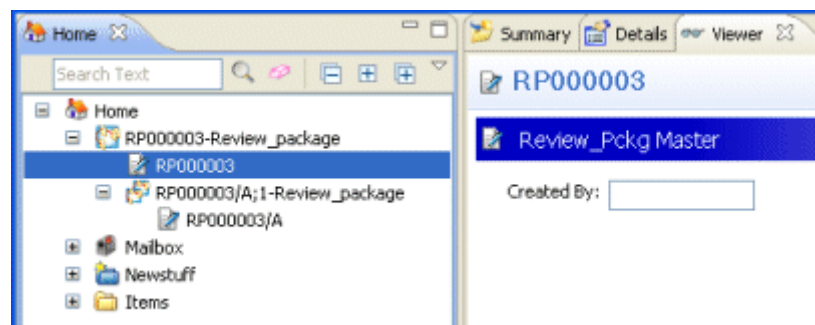 Home
Search Text
Home
RP000003-Review_package
RP000003
RP000003/A;1-Review_package
RP000003/A
Mailbox
Newstuff
Items
Summary Details Viewer
RP000003
Review_Pckg Master
Created By: